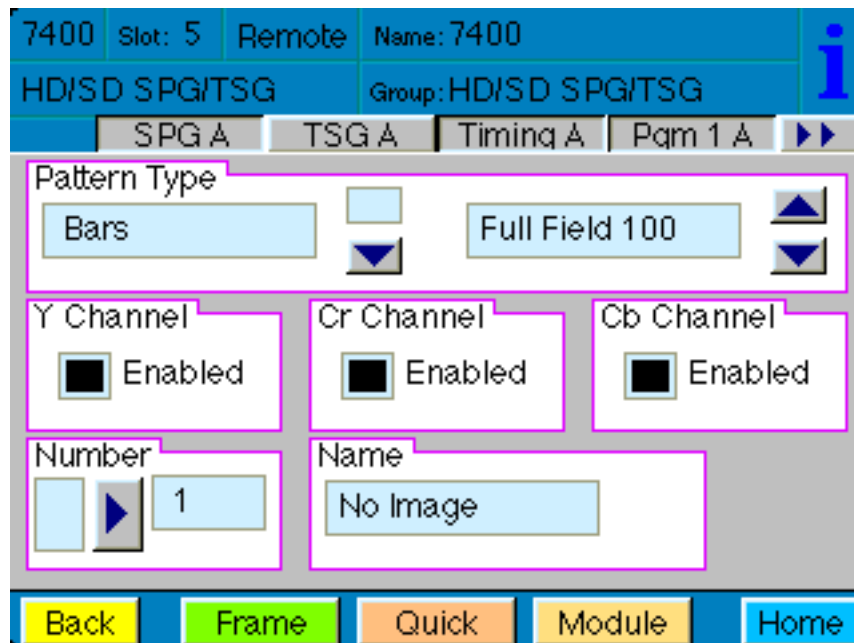 7400 Slot: 5 Remote Name: 7400
HD/SD SPG/TSG Group: HD/SD SPG/TSG
i
SPG A TSG A Timing A Pgm 1 A
Pattern Type
Bars Full Field 100
Y Channel Cr Channel Cb Channel
Enabled Enabled Enabled
Number Name
1 No Image
Back Frame Quick Module Home